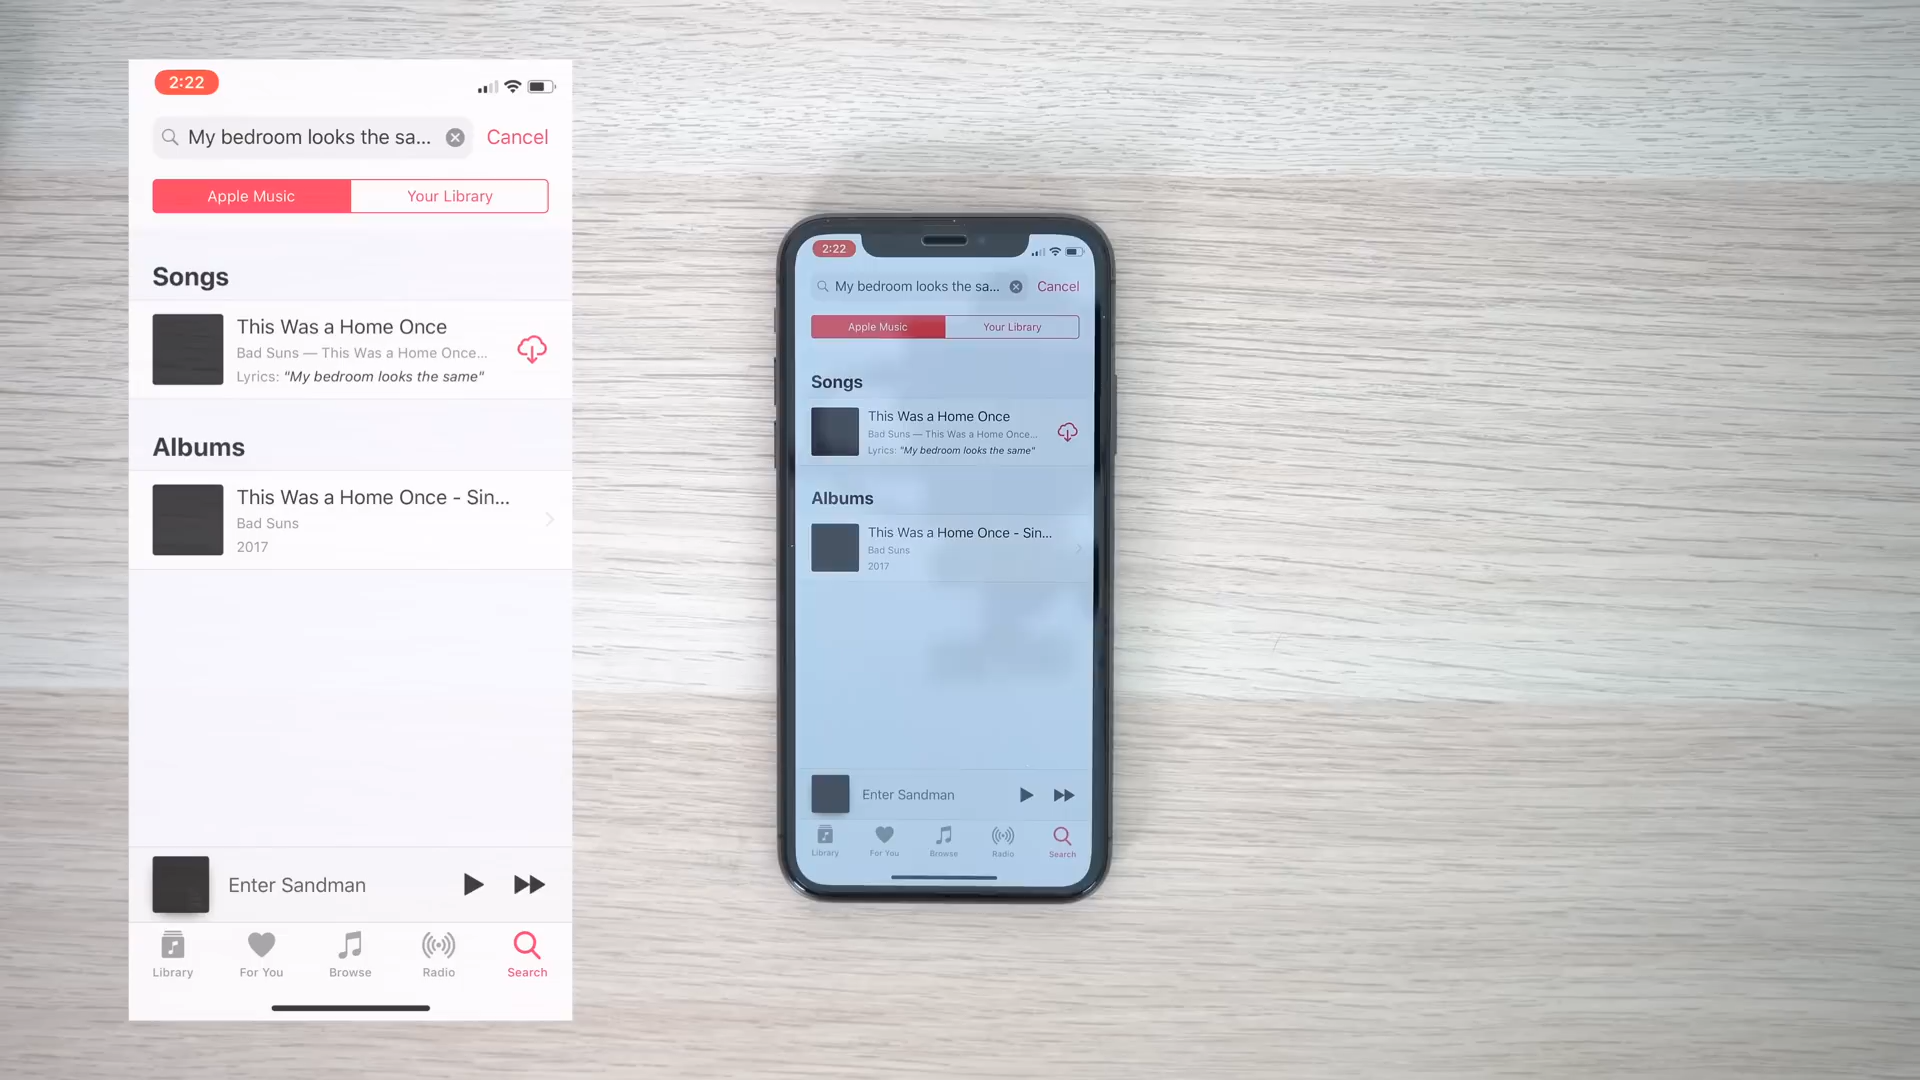 2:22
My bedroom looks the sa...
Cancel
Apple Music
Your Library
Songs
This Was a Home Once
Bad Suns — This Was a Home Once...
Lyrics: "My bedroom looks the same"
Albums
This Was a Home Once - Sin...
Bad Suns
2017
Enter Sandman
Library
For You
Browse
Radio
Search
2:22
My bedroom looks the sa...
Cancel
Apple Music
Your Library
Songs
This Was a Home Once
Bad Suns — This Was a Home Once...
Lyrics: "My bedroom looks the same"
Albums
This Was a Home Once - Sin...
Bad Suns
2017
Enter Sandman
Library
For You
Browse
Radio
Search